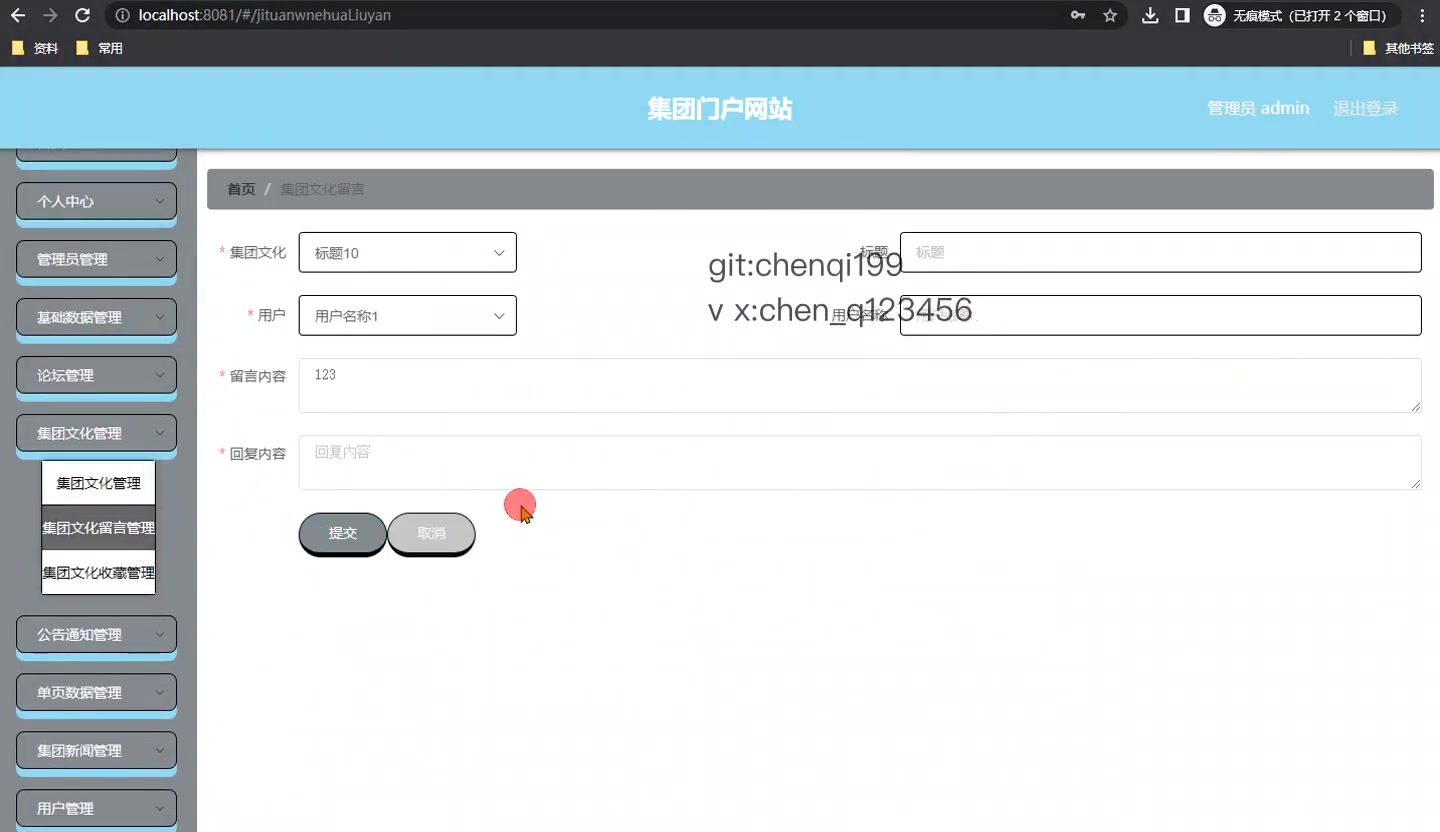 localhost:8081/#/jituanwnehuaLiuyan
无痕模式（已打开 2 个窗口）
资料
常用
其他书签
集团门户网站
管理员 admin
退出登录
个人中心
管理员管理
基础数据管理
论坛管理
集团文化管理
集团文化管理
集团文化留言管理
集团文化收藏管理
公告通知管理
单页数据管理
集团新闻管理
用户管理
首页 / 集团文化留言
* 集团文化 标题10
标题 标题
git:chenqi199
* 用户 用户名称1
用户名称
v x:chen_q123456
* 留言内容 123
* 回复内容 回复内容
提交 取消